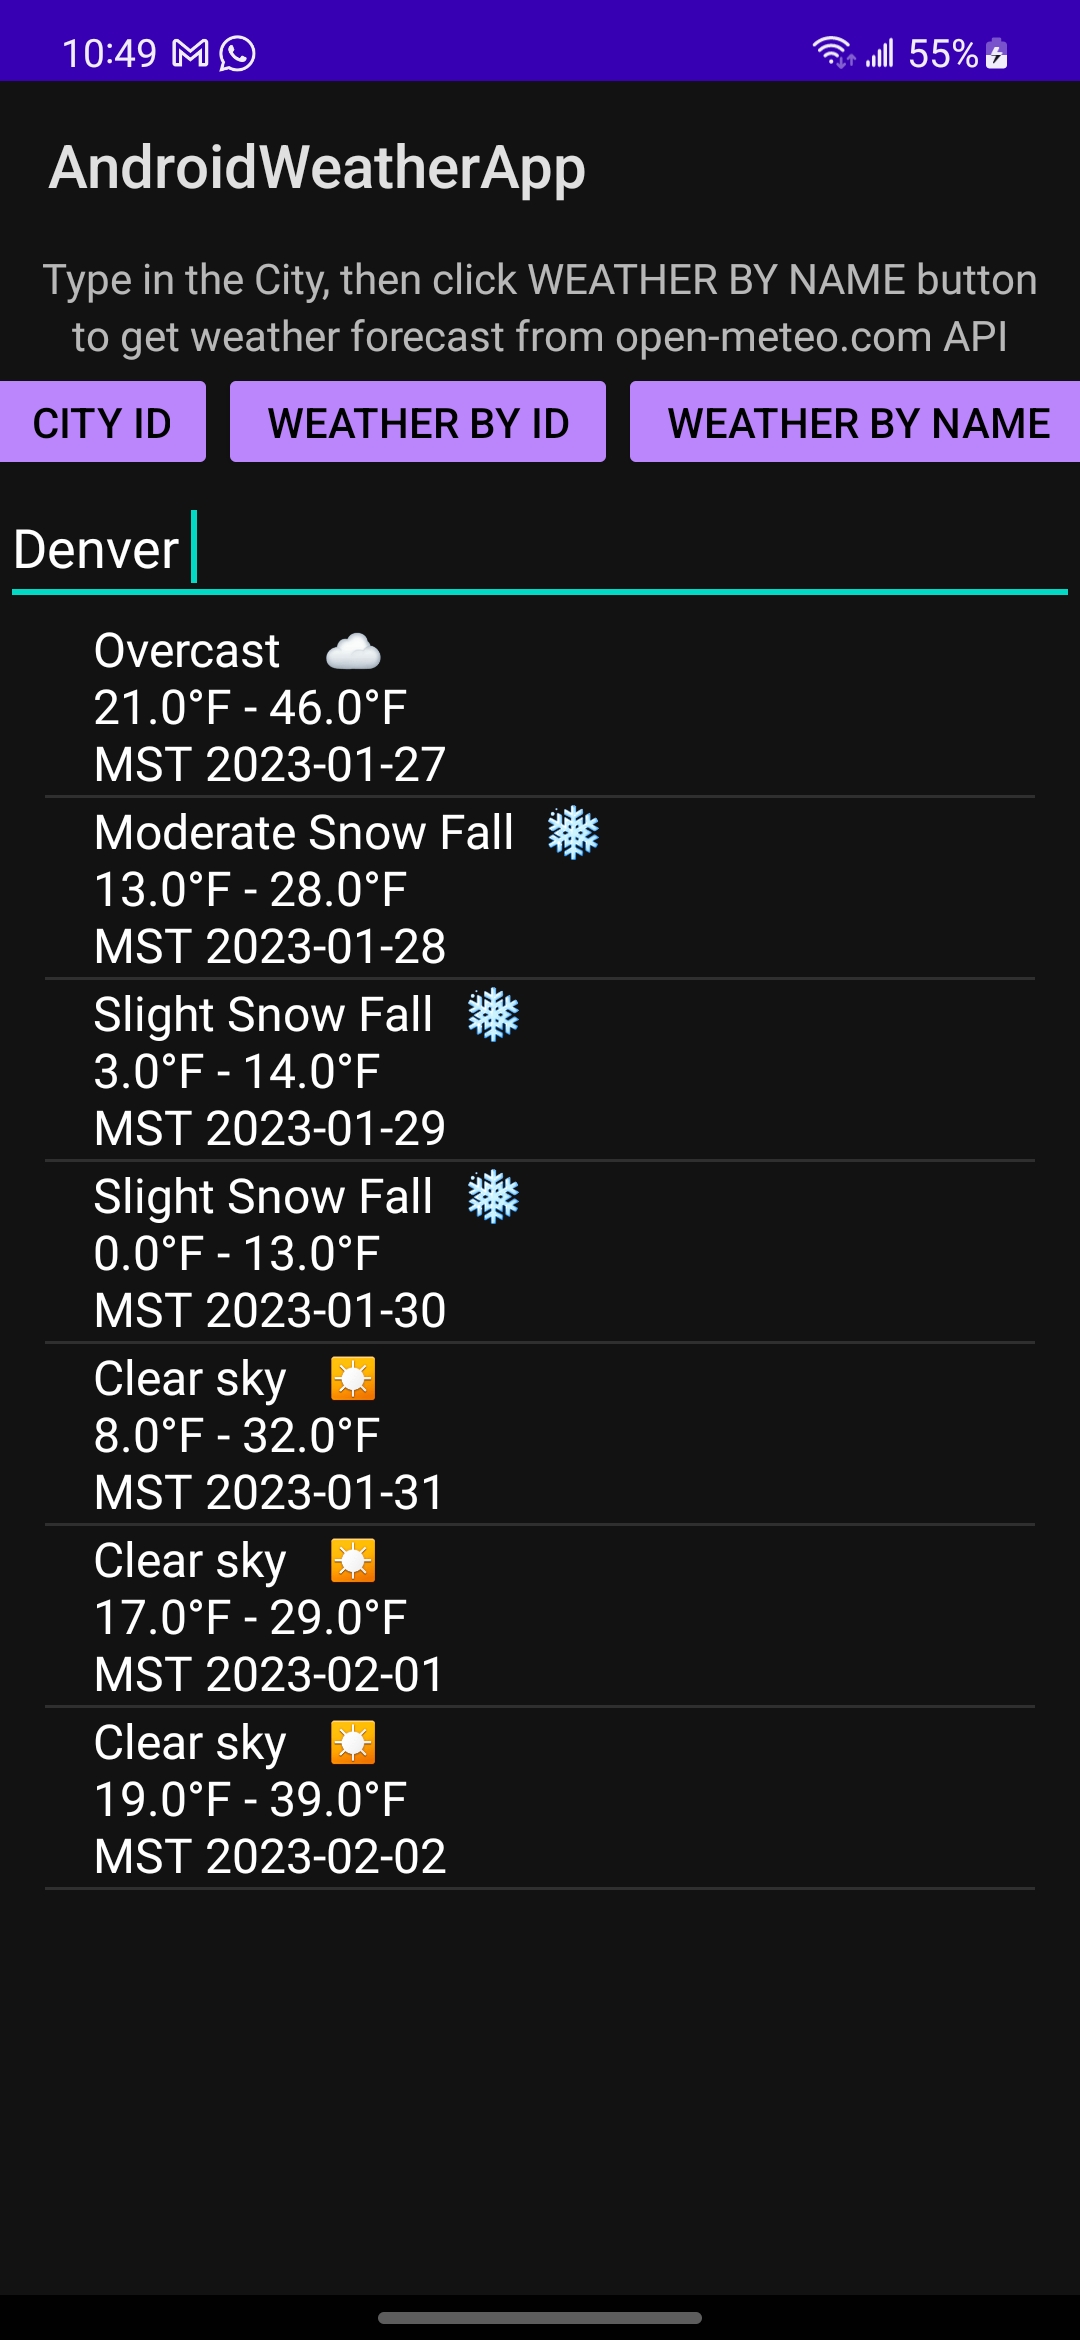 10:49 55%
AndroidWeatherApp
Type in the City, then click WEATHER BY NAME button
to get weather forecast from open-meteo.com API
CITY ID WEATHER BY ID WEATHER BY NAME
Denver
Overcast
21.0°F - 46.0°F
MST 2023-01-27
Moderate Snow Fall
13.0°F - 28.0°F
MST 2023-01-28
Slight Snow Fall
3.0°F - 14.0°F
MST 2023-01-29
Slight Snow Fall
0.0°F - 13.0°F
MST 2023-01-30
Clear sky
8.0°F - 32.0°F
MST 2023-01-31
Clear sky
17.0°F - 29.0°F
MST 2023-02-01
Clear sky
19.0°F - 39.0°F
MST 2023-02-02